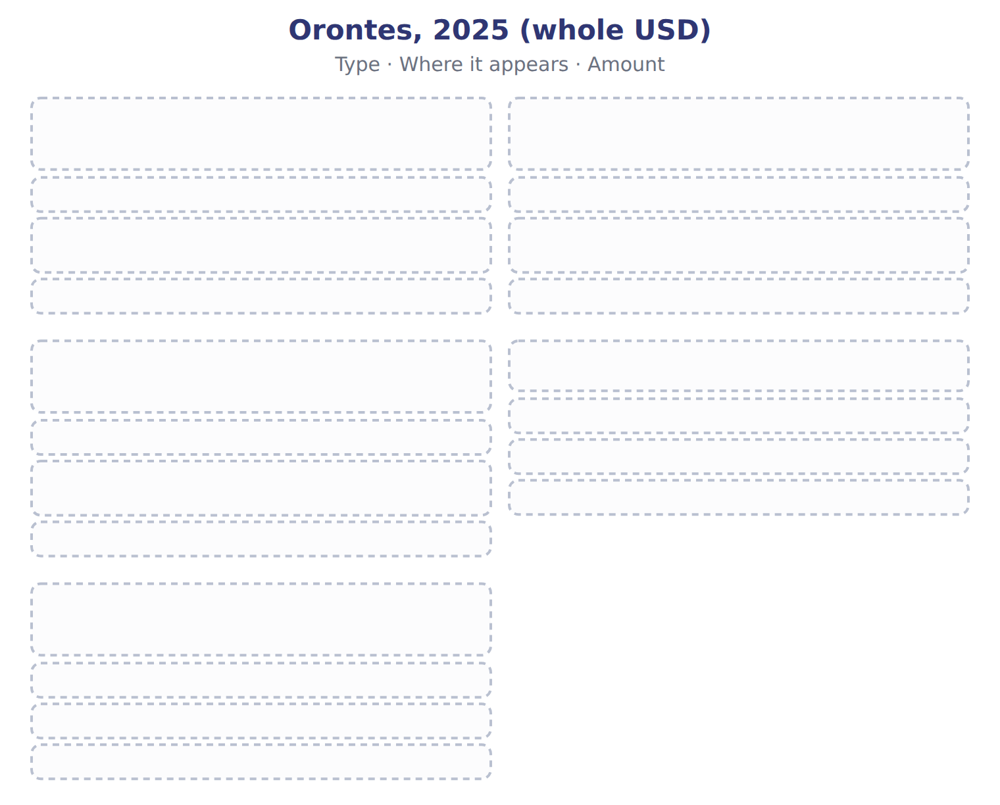 Orontes, 2025 (whole USD)
Type · Where it appears · Amount